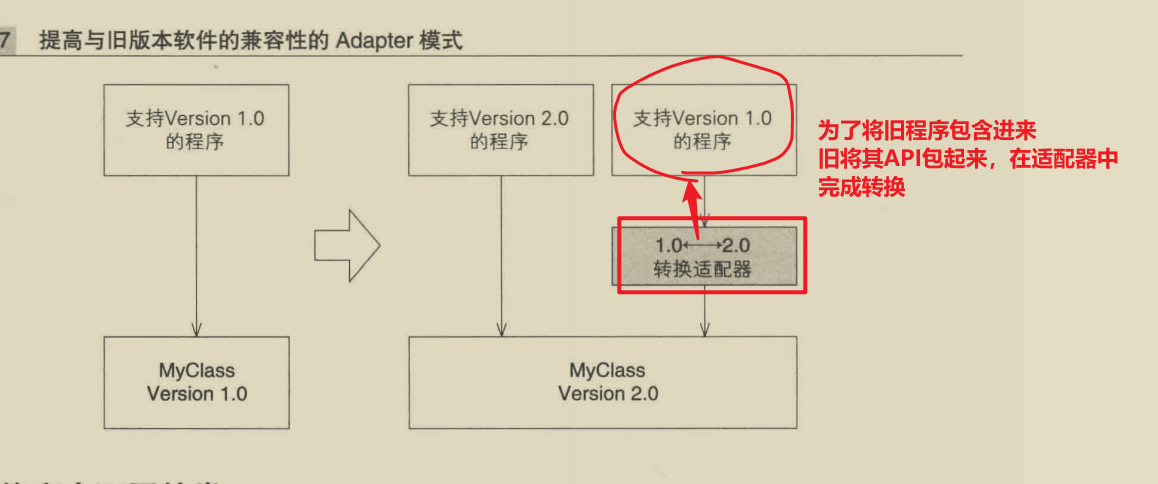 7 提高与旧版本软件的兼容性的 Adapter 模式
支持Version 1.0
的程序
支持Version 2.0
的程序
支持Version 1.0
的程序
为了将旧程序包含进来
旧将其API包起来，在适配器中
完成转换
1.0←→2.0
转换适配器
MyClass
Version 1.0
MyClass
Version 2.0